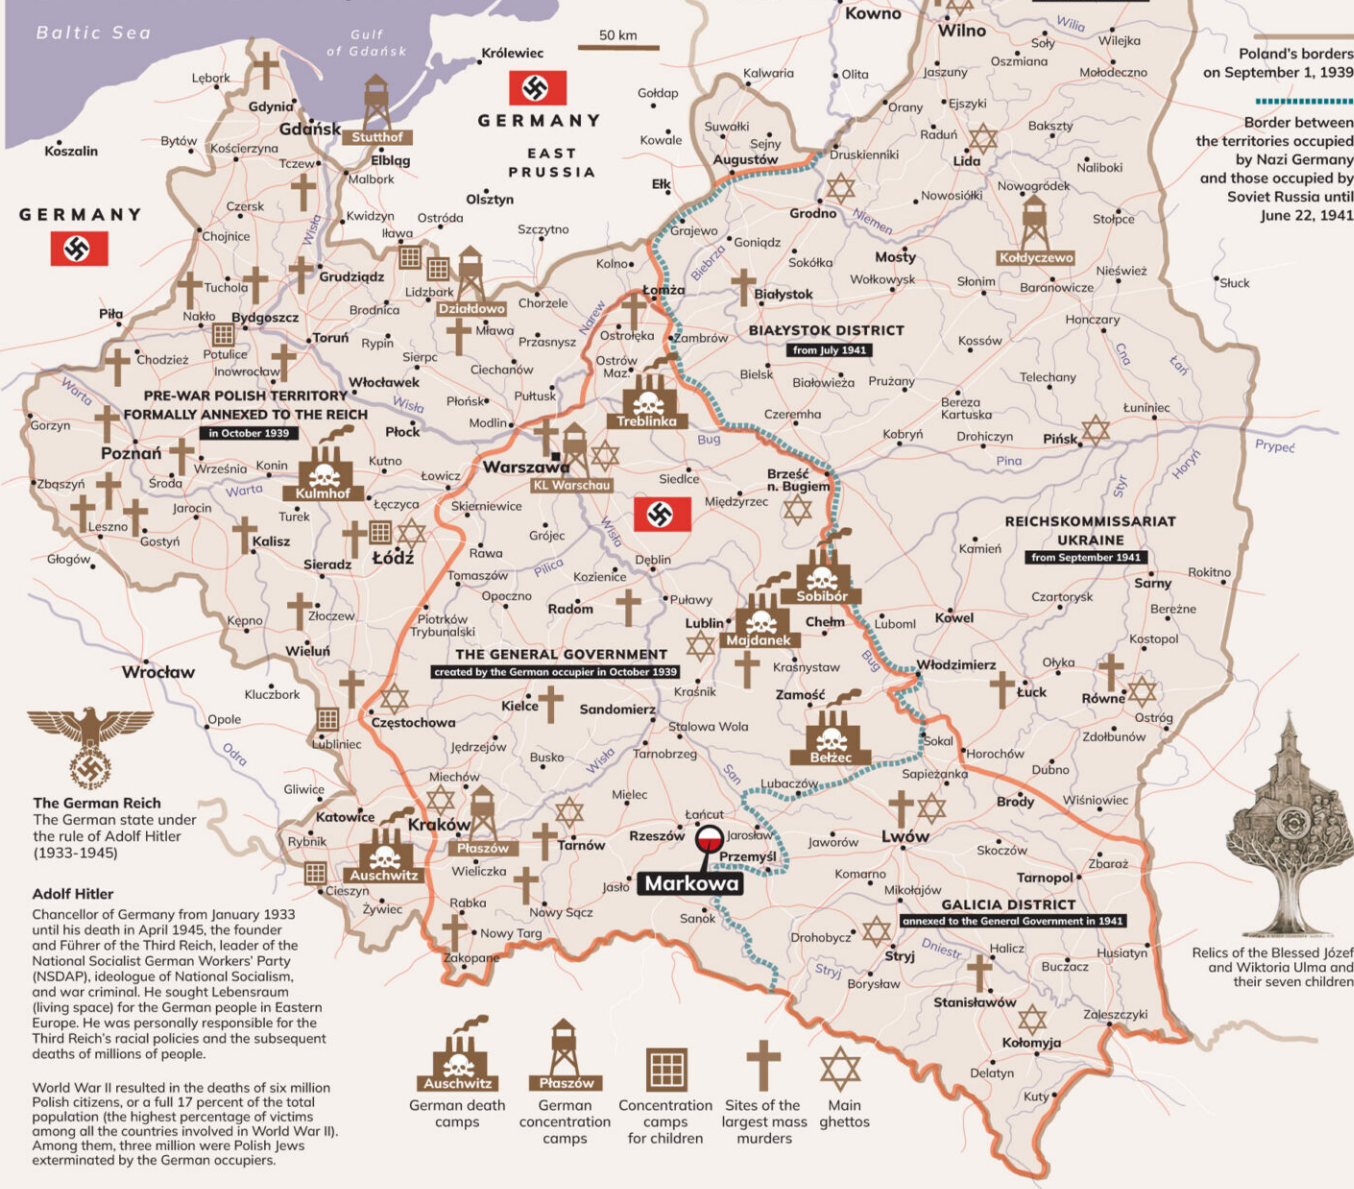 Baltic Sea
Gulf
of Gdańsk
Królewiec
50 km
Kowno
Wilno
Wilia
Soły
Wilejka
Oszmiana
Jaszuny
Mołodeczno
Poland's borders
on September 1, 1939
Border between
the territories occupied
by Nazi Germany
and those occupied by
Soviet Russia until
June 22, 1941
Lębork
Gdynia
Gdańsk
Stutthof
Elbląg
Koszalin
Bytów
Kościerzyna
Tczew
Malbork
GERMANY
EAST
PRUSSIA
Gołdap
Kowale
Kalwaria
Olita
Orany
Ejszyki
Suwałki
Sejny
Augustów
Druskienniki
Raduń
Bakszty
Lida
Naliboki
Ełk
Olsztyn
GERMANY
Czersk
Chojnice
Wisła
Kwidzyn
Ostróda
Iława
Szczytno
Grajewo
Goniądz
Biebrza
Grodno
Niemen
Nowosiółki
Nowogródek
Stołpce
Kołdyczewo
Mosty
Sokółka
Wołkowysk
Słonim
Baranowicze
Nieśwież
Słuck
Tuchola
Grudziądz
Lidzbark
Działdowo
Kolno
Łomża
Białystok
Chorzele
Narew
Piła
Nakło
Bydgoszcz
Brodnica
Mława
Przasnysz
Ostrołęka
Zambrów
BIAŁYSTOK DISTRICT
from July 1941
Honczary
Kossów
Cna
Łań
Chodzież
Potulice
Inowrocław
Toruń
Rypin
Sierpc
Ciechanów
Ostrów
Maz.
Bielsk
Białowieża
Prużany
Telechany
Warta
PRE-WAR POLISH TERRITORY
FORMALLY ANNEXED TO THE REICH
in October 1939
Włocławek
Wisła
Płońsk
Pułtusk
Treblinka
Czeremha
Bereza
Kartuska
Łuniniec
Gorzyn
Płock
Modlin
Bug
Kobryń
Drohiczyn
Pińsk
Prypeć
Poznań
Września
Konin
Kutno
Łowicz
Warszawa
KL Warschau
Siedlce
Brześć
n. Bugiem
Pina
Horyń
Styr
Zbąszyń
Środa
Warta
Kulmhof
Jarocin
Turek
Łęczyca
Skierniewice
Międzyrzec
Leszno
Gostyń
Kalisz
Łódź
Grójec
Wisła
REICHSKOMMISSARIAT
UKRAINE
from September 1941
Kamień
Głogów
Sieradz
Rawa
Pilica
Dęblin
Tomaszów
Kozienice
Sobibór
Sarny
Rokitno
Złoczew
Kępno
Opoczno
Radom
Puławy
Lublin
Majdanek
Chełm
Luboml
Kowel
Czartorysk
Bereżne
Kostopol
Piotrków
Trybunalski
Wieluń
Wrocław
THE GENERAL GOVERNMENT
created by the German occupier in October 1939
Krasnystaw
Bug
Włodzimierz
Ołyka
Łuck
Równe
Kluczbork
Kraśnik
Zamość
Kielce
Sandomierz
Opole
Częstochowa
Lubliniec
Stalowa Wola
Bełżec
Sokal
Horochów
Ostróg
Zdołbunów
Odra
Jędrzejów
Busko
Wisła
Tarnobrzeg
San
Dubno
The German Reich
The German state under
the rule of Adolf Hitler
(1933-1945)
Gliwice
Katowice
Miechów
Kraków
Płaszów
Mielec
Lubaczów
Sapieżanka
Brody
Wiśniowiec
Rybnik
Auschwitz
Wieliczka
Tarnów
Rzeszów
Łańcut
Jarosław
Przemyśl
Markowa
Jaworów
Lwów
Skoczów
Zbaraż
Tarnopol
Adolf Hitler
Chancellor of Germany from January 1933
until his death in April 1945, the founder
and Führer of the Third Reich, leader of the
National Socialist German Workers' Party
(NSDAP), ideologue of National Socialism,
and war criminal. He sought Lebensraum
(living space) for the German people in Eastern
Europe. He was personally responsible for the
Third Reich's racial policies and the subsequent
deaths of millions of people.
Cieszyn
Żywiec
Rabka
Nowy Sącz
Nowy Targ
Zakopane
Jasło
Sanok
Komarno
Mikołajów
GALICIA DISTRICT
annexed to the General Government in 1941
Drohobycz
Stryj
Stryj
Borysław
Dniestr
Halicz
Buczacz
Husiatyn
Stanisławów
Zaleszczyki
Kołomyja
Delatyn
Kuty
Relics of the Blessed Józef
and Wiktoria Ulma and
their seven children
World War II resulted in the deaths of six million
Polish citizens, or a full 17 percent of the total
population (the highest percentage of victims
among all the countries involved in World War II).
Among them, three million were Polish Jews
exterminated by the German occupiers.
Auschwitz
German death
camps
Płaszów
German
concentration
camps
Concentration
camps
for children
Sites of the
largest mass
murders
Main
ghettos